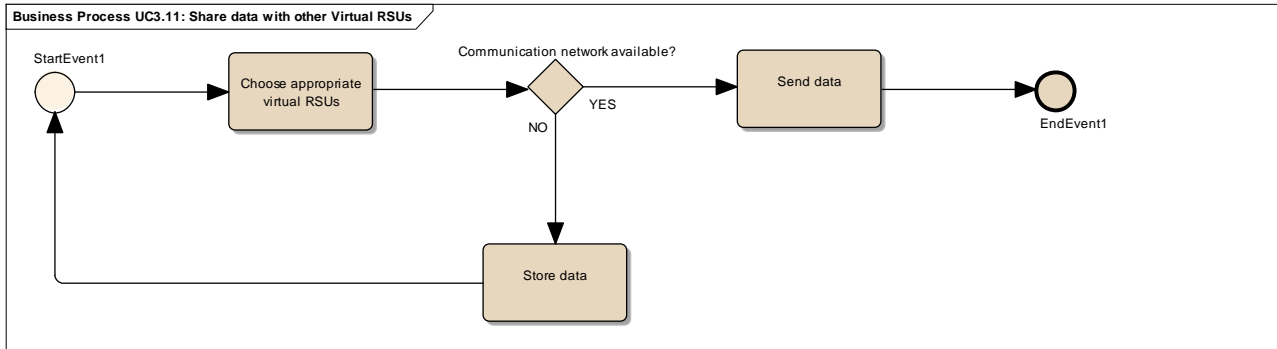 Business Process UC3.11: Share data with other Virtual RSUs
StartEvent1
Communication network available?
Choose appropriate
virtual RSUs
Send data
YES
NO
EndEvent1
Store data